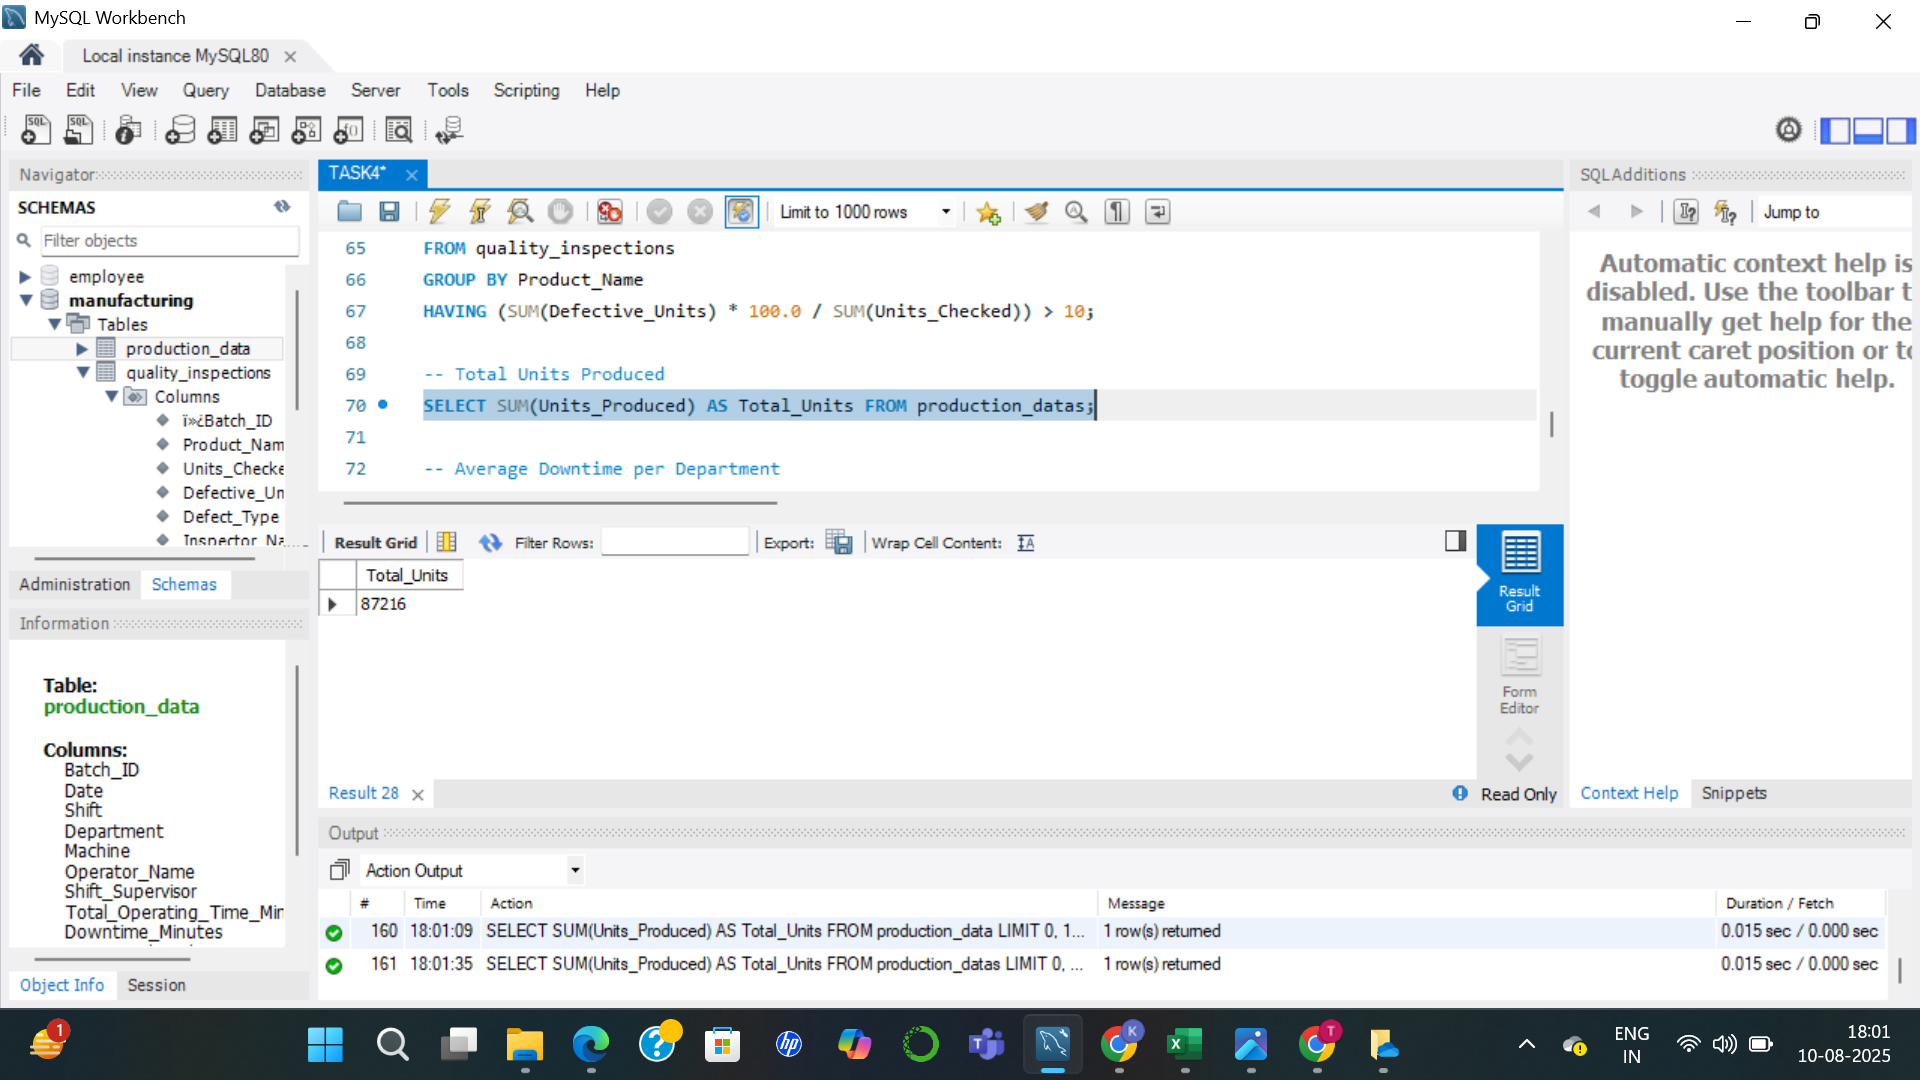 MySQL Workbench
Local instance MySQL80
File Edit View Query Database Server Tools Scripting Help
Navigator
SCHEMAS
Filter objects
employee
manufacturing
Tables
production_data
quality_inspections
Columns
ï»¿Batch_ID
Product_Nam
Units_Checke
Defective_Un
Defect_Type
Inspector_Na...
Administration Schemas
Information
Table:
production_data
Columns:
Batch_ID
Date
Shift
Department
Machine
Operator_Name
Shift_Supervisor
Total_Operating_Time_Min
Downtime_Minutes
Object Info Session
TASK4*
Limit to 1000 rows
65 FROM quality_inspections
66 GROUP BY Product_Name
67 HAVING (SUM(Defective_Units) * 100.0 / SUM(Units_Checked)) > 10;
68
69 -- Total Units Produced
70 SELECT SUM(Units_Produced) AS Total_Units FROM production_datas;
71
72 -- Average Downtime per Department
Result Grid Filter Rows: Export: Wrap Cell Content:
Total_Units
87216
Result
Grid
Form
Editor
Result 28
Read Only
SQLAdditions
Jump to
Automatic context help is
disabled. Use the toolbar t
manually get help for the
current caret position or to
toggle automatic help.
Context Help Snippets
Output
Action Output
# Time Action Message Duration / Fetch
160 18:01:09 SELECT SUM(Units_Produced) AS Total_Units FROM production_data LIMIT 0, 1... 1 row(s) returned 0.015 sec / 0.000 sec
161 18:01:35 SELECT SUM(Units_Produced) AS Total_Units FROM production_datas LIMIT 0, ... 1 row(s) returned 0.015 sec / 0.000 sec
1
hp
T
K
X
T
ENG
IN
18:01
10-08-2025